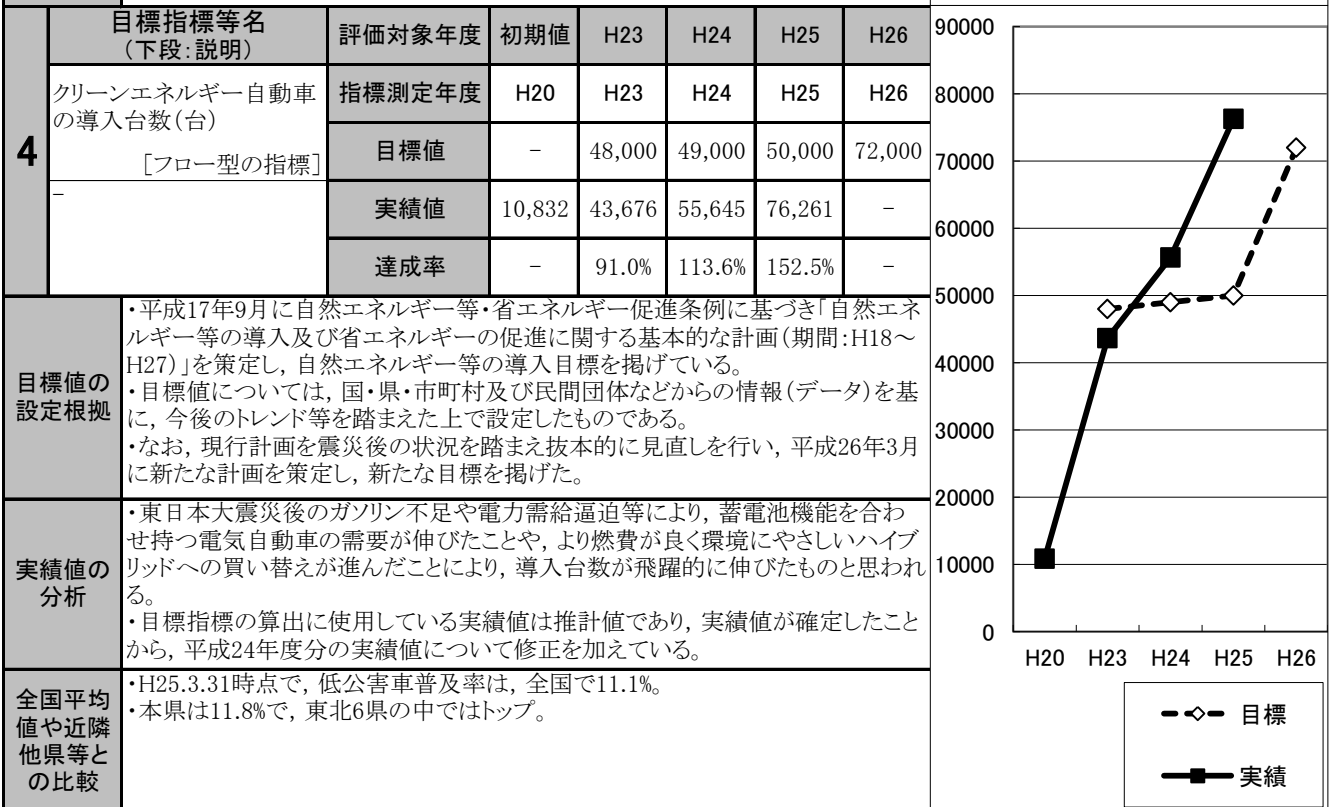 4
目標指標等名
(下段:説明)
評価対象年度 初期値 H23 H24 H25 H26
クリーンエネルギー自動車
の導入台数(台)
[フロー型の指標]
指標測定年度 H20 H23 H24 H25 H26
目標値 - 48,000 49,000 50,000 72,000
-
実績値 10,832 43,676 55,645 76,261 -
達成率 - 91.0% 113.6% 152.5% -
目標値の
設定根拠
・平成17年9月に自然エネルギー等・省エネルギー促進条例に基づき「自然エネ
ルギー等の導入及び省エネルギーの促進に関する基本的な計画(期間:H18～
H27)」を策定し,自然エネルギー等の導入目標を掲げている。
・目標値については,国・県・市町村及び民間団体などからの情報(データ)を基
に,今後のトレンド等を踏まえた上で設定したものである。
・なお,現行計画を震災後の状況を踏まえ抜本的に見直しを行い,平成26年3月
に新たな計画を策定し,新たな目標を掲げた。
実績値の
分析
・東日本大震災後のガソリン不足や電力需給逼迫等により,蓄電池機能を合わ
せ持つ電気自動車の需要が伸びたことや,より燃費が良く環境にやさしいハイブ
リッドへの買い替えが進んだことにより,導入台数が飛躍的に伸びたものと思われ
る。
・目標指標の算出に使用している実績値は推計値であり,実績値が確定したこと
から,平成24年度分の実績値について修正を加えている。
全国平均
値や近隣
他県等と
の比較
・H25.3.31時点で,低公害車普及率は,全国で11.1%。
・本県は11.8%で,東北6県の中ではトップ。
90000
80000
70000
60000
50000
40000
30000
20000
10000
0
H20 H23 H24 H25 H26
目標
実績